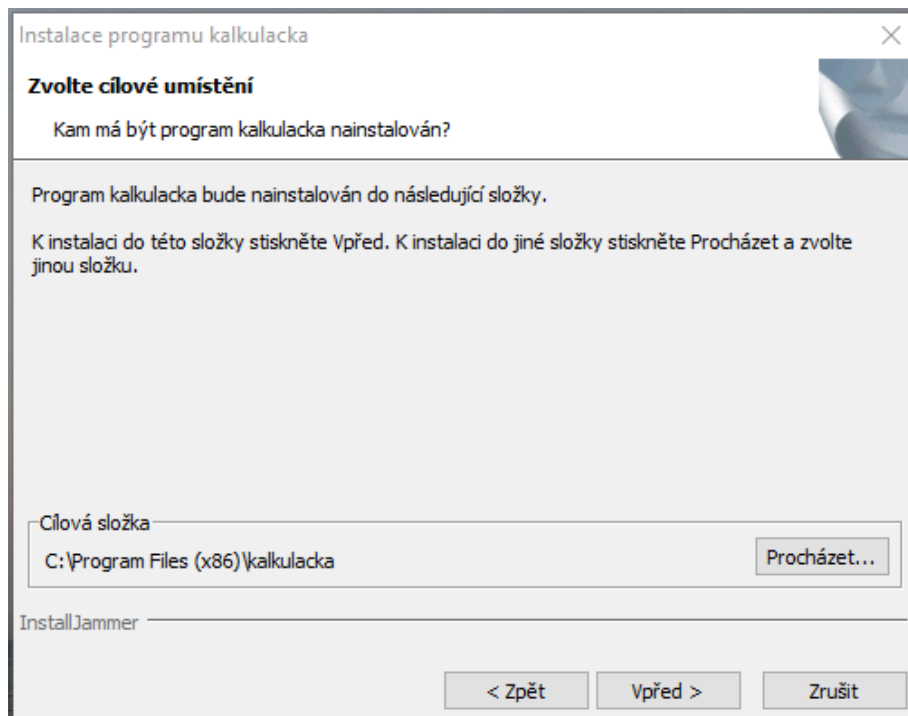 Instalace programu kalkulacka
Zvolte cílové umístění
Kam má být program kalkulacka nainstalován?
Program kalkulacka bude nainstalován do následující složky.
K instalaci do této složky stiskněte Vpřed. K instalaci do jiné složky stiskněte Procházet a zvolte
jinou složku.
Cílová složka
C:\Program Files (x86)\kalkulacka
Procházet...
InstallJammer
< Zpět
Vpřed >
Zrušit